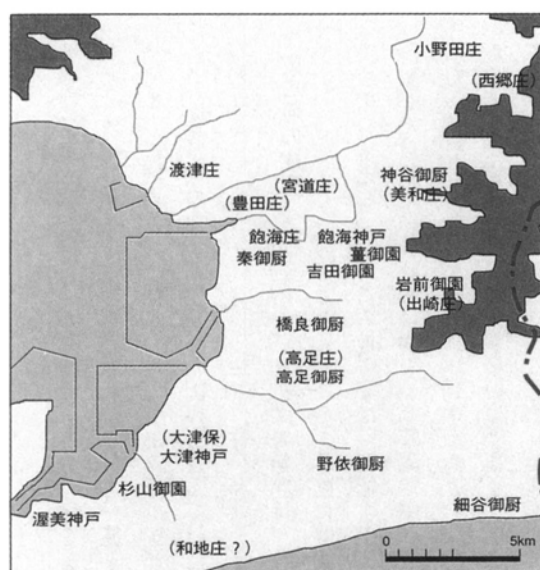 小野田庄
(西郷庄)
渡津庄
神谷御厨
(美和庄)
(宮道庄)
(豊田庄)
飽海庄
秦御厨
飽海神戸
薑御園
吉田御園
岩前御園
(出崎庄)
橋良御厨
(高足庄)
高足御厨
(大津保)
大津神戸
野依御厨
杉山御園
細谷御厨
渥美神戸
(和地庄?)
0 5km